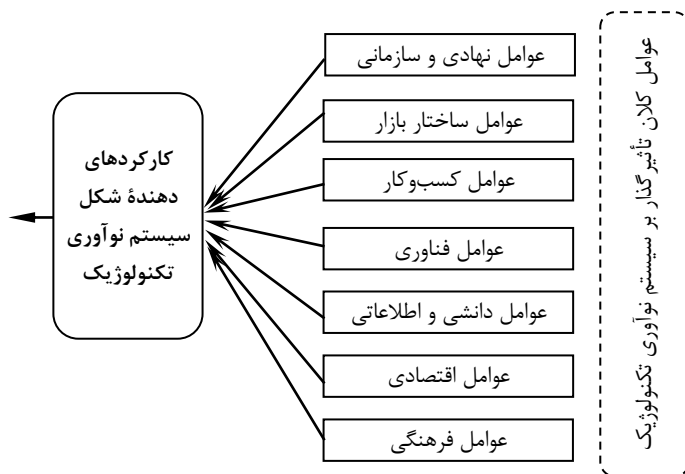 عوامل کلان تأثیرگذار بر سیستم نوآوری تکنولوژیک
عوامل نهادی و سازمانی
عوامل ساختار بازار
عوامل کسب‌وکار
عوامل فناوری
عوامل دانشی و اطلاعاتی
عوامل اقتصادی
عوامل فرهنگی
کارکردهای
دهندۀ شکل
سیستم نوآوری
تکنولوژیک